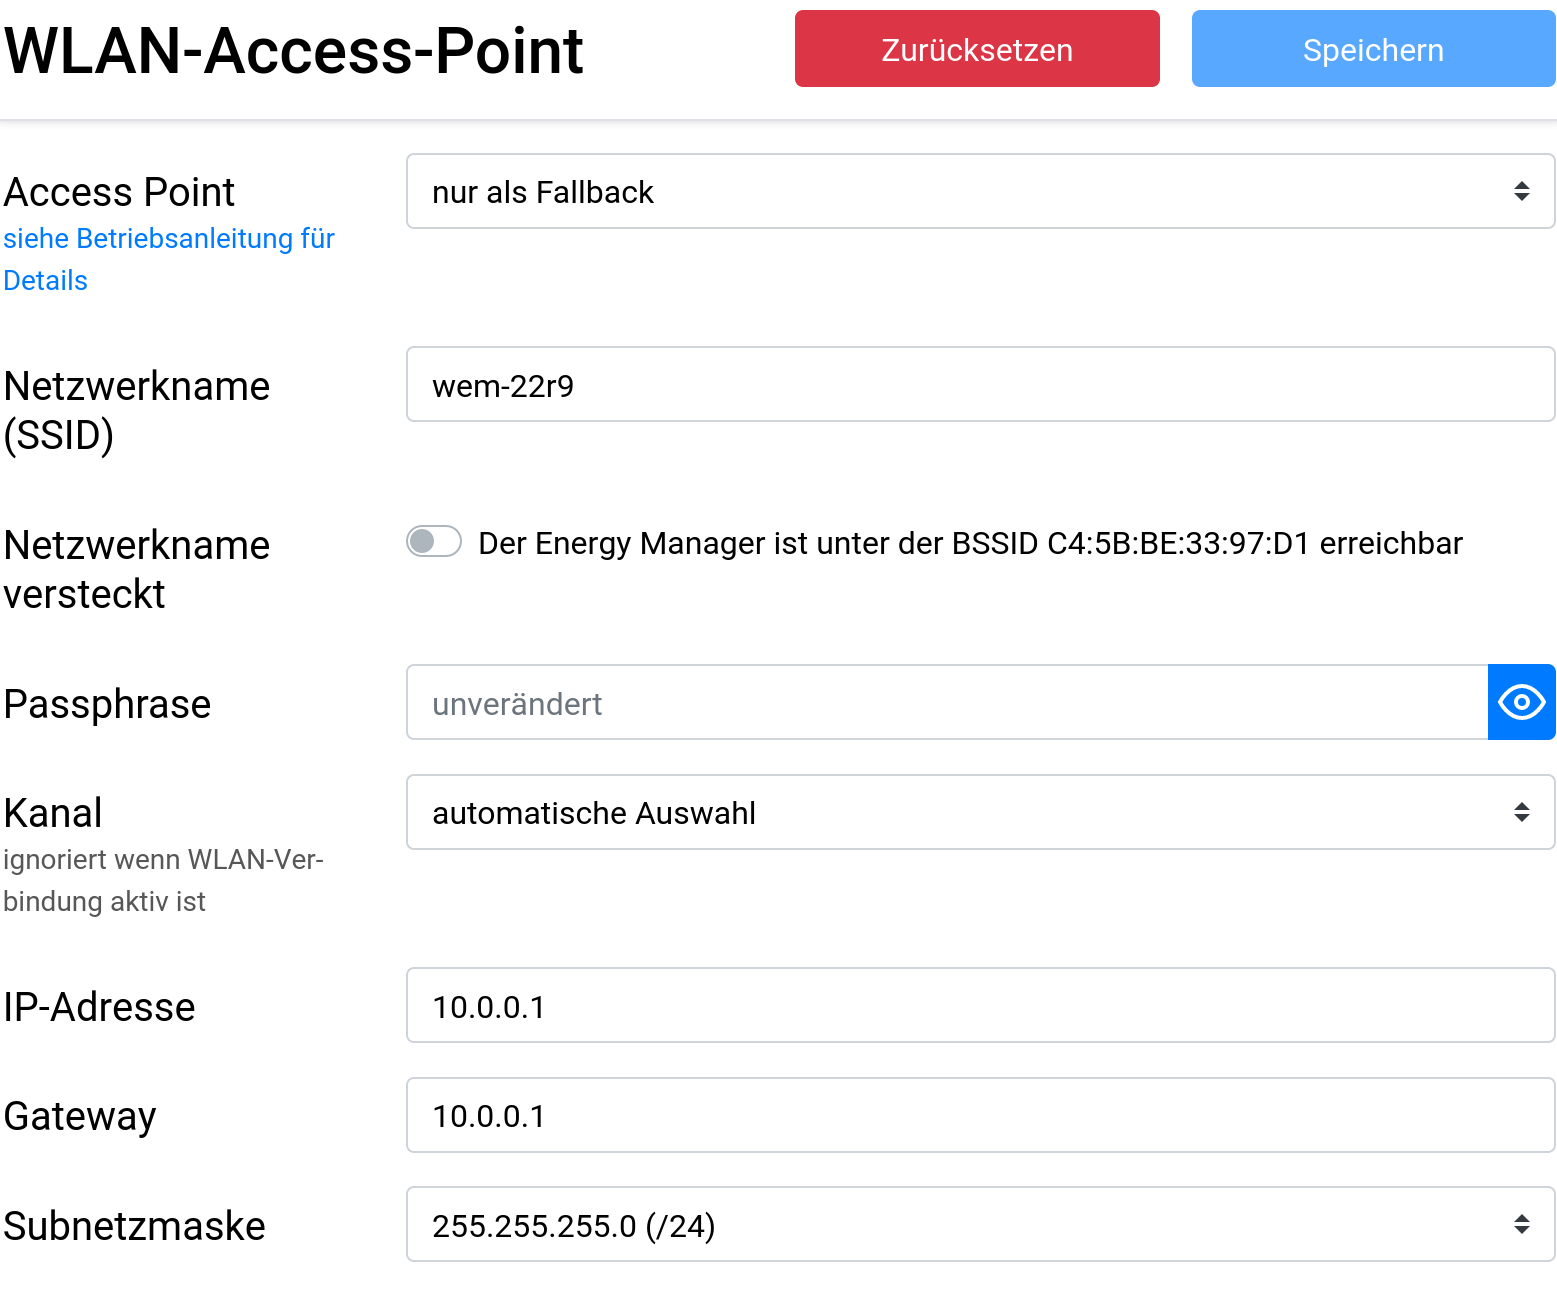 WLAN-Access-Point
Zurücksetzen
Speichern
Access Point
siehe Betriebsanleitung für
Details
nur als Fallback
Netzwerkname
(SSID)
wem-22r9
Netzwerkname
versteckt
Der Energy Manager ist unter der BSSID C4:5B:BE:33:97:D1 erreichbar
Passphrase
unverändert
Kanal
ignoriert wenn WLAN-Ver-
bindung aktiv ist
automatische Auswahl
IP-Adresse
10.0.0.1
Gateway
10.0.0.1
Subnetzmaske
255.255.255.0 (/24)